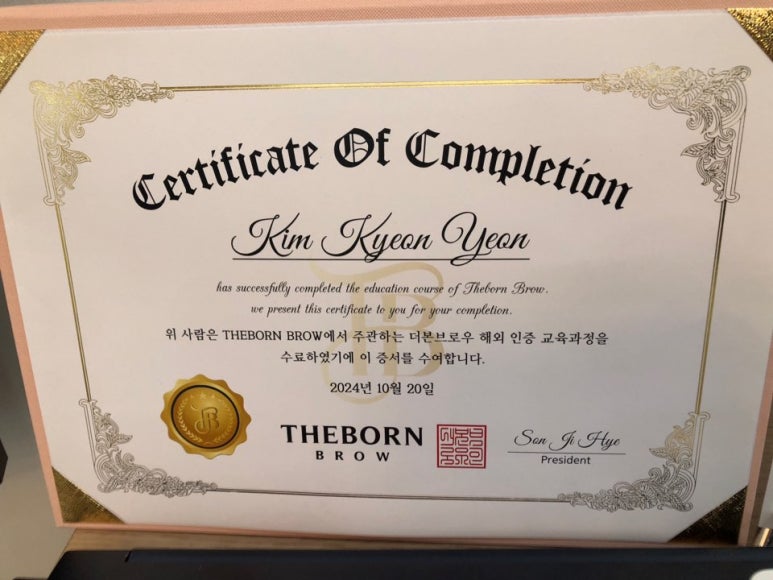 Certificate Of Completion
Kim Kyeon Yeon
has successfully completed the education course of Theborn Brow.
we present this certificate to you for your completion.
위 사람은 THEBORN BROW에서 주관하는 더본브로우 해외 인증 교육과정을
수료하였기에 이 증서를 수여합니다.
2024년 10월 20일
THEBORN
BROW
Son Ji Hye
President